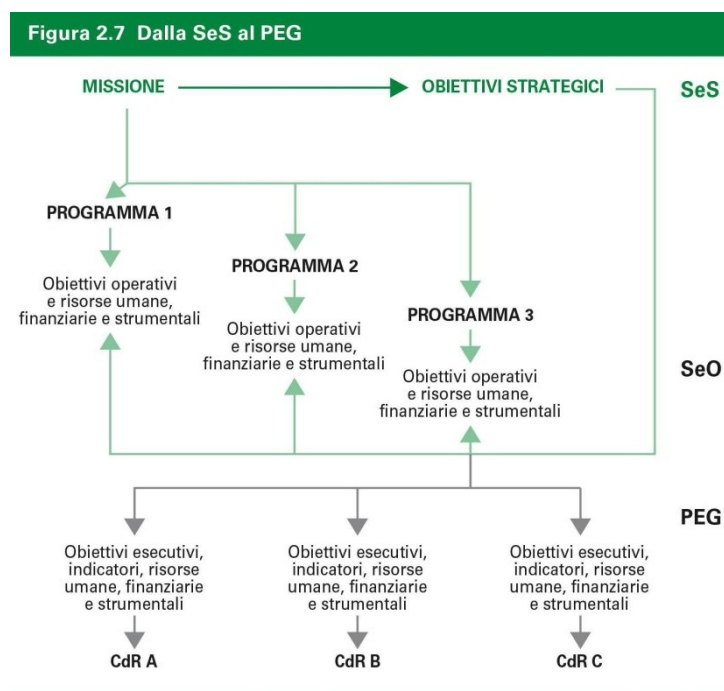 Figura 2.7 Dalla SeS al PEG
MISSIONE
OBIETTIVI STRATEGICI
SeS
PROGRAMMA 1
Obiettivi operativi
e risorse umane,
finanziarie e strumentali
PROGRAMMA 2
Obiettivi operativi
e risorse umane,
finanziarie e strumentali
PROGRAMMA 3
Obiettivi operativi
e risorse umane,
finanziarie e strumentali
SeO
PEG
Obiettivi esecutivi,
indicatori, risorse
umane, finanziarie
e strumentali
Obiettivi esecutivi,
indicatori, risorse
umane, finanziarie
e strumentali
Obiettivi esecutivi,
indicatori, risorse
umane, finanziarie
e strumentali
CdR A
CdR B
CdR C